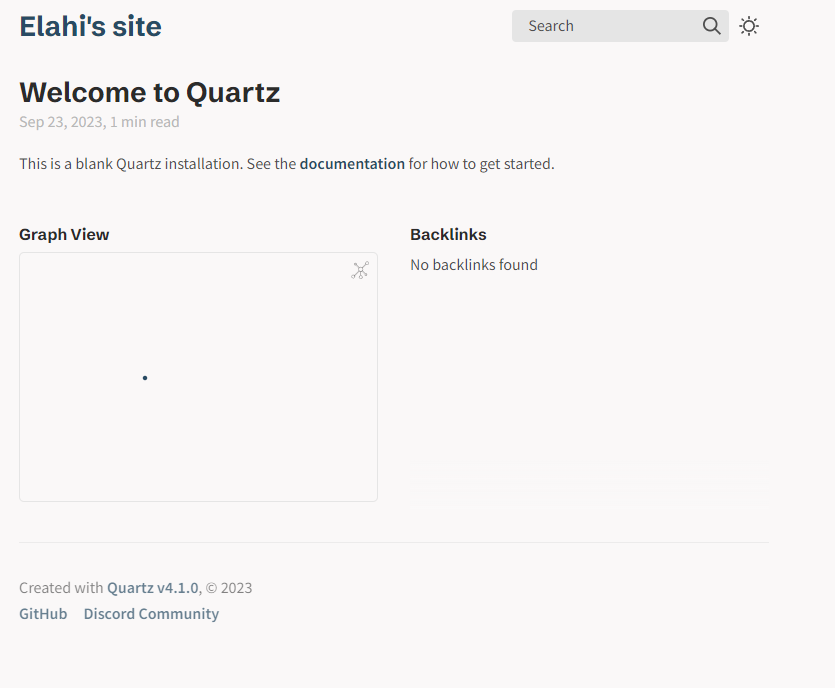 Elahi's site
Search
Welcome to Quartz
Sep 23, 2023, 1 min read
This is a blank Quartz installation. See the documentation for how to get started.
Graph View
Backlinks
No backlinks found
Created with Quartz v4.1.0, © 2023
GitHub Discord Community